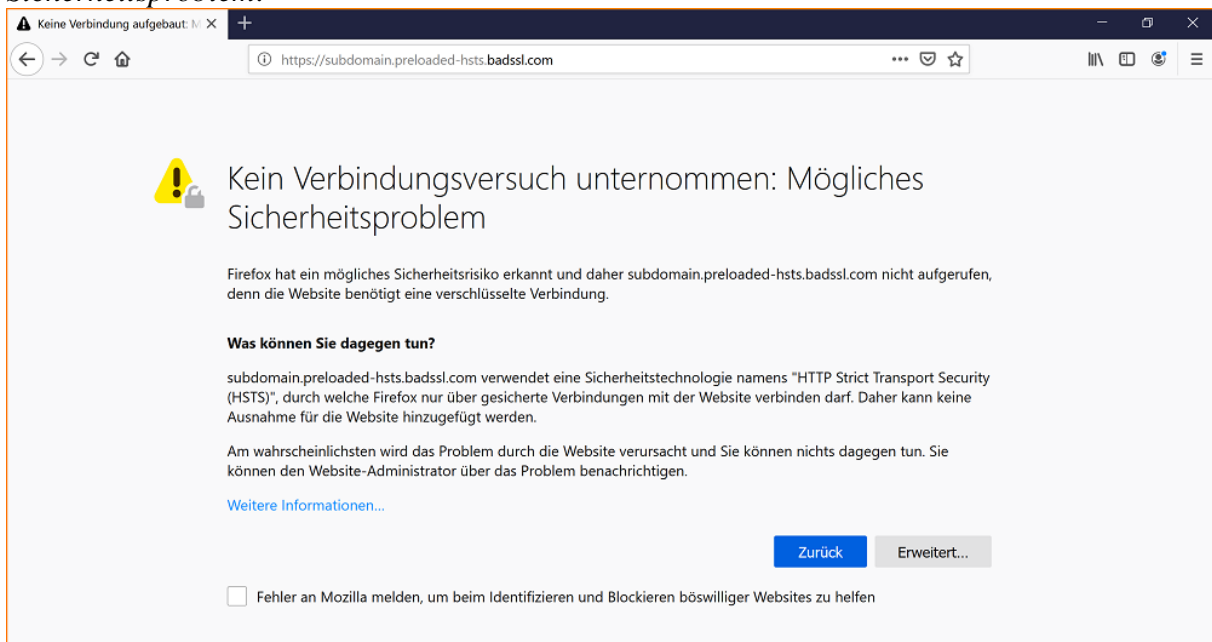 Sicherheitsproblem.
Keine Verbindung aufgebaut: M
https://subdomain.preloaded-hsts.badssl.com
Kein Verbindungsversuch unternommen: Mögliches
Sicherheitsproblem
Firefox hat ein mögliches Sicherheitsrisiko erkannt und daher subdomain.preloaded-hsts.badssl.com nicht aufgerufen,
denn die Website benötigt eine verschlüsselte Verbindung.
Was können Sie dagegen tun?
subdomain.preloaded-hsts.badssl.com verwendet eine Sicherheitstechnologie namens "HTTP Strict Transport Security
(HSTS)", durch welche Firefox nur über gesicherte Verbindungen mit der Website verbinden darf. Daher kann keine
Ausnahme für die Website hinzugefügt werden.
Am wahrscheinlichsten wird das Problem durch die Website verursacht und Sie können nichts dagegen tun. Sie
können den Website-Administrator über das Problem benachrichtigen.
Weitere Informationen...
Zurück
Erweitert...
Fehler an Mozilla melden, um beim Identifizieren und Blockieren böswilliger Websites zu helfen